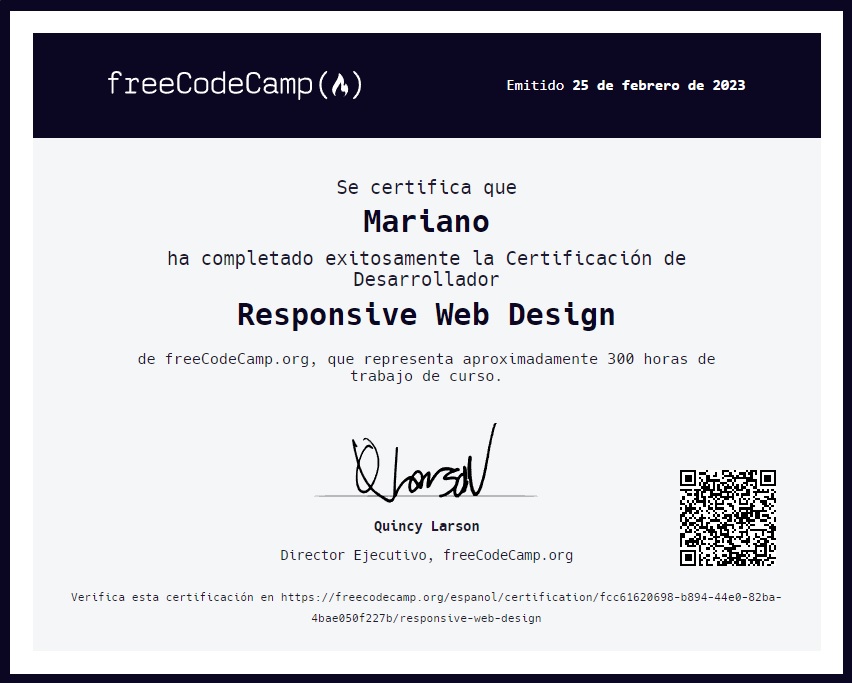 freeCodeCamp(🔥)
Emitido 25 de febrero de 2023
Se certifica que
Mariano
ha completado exitosamente la Certificación de
Desarrollador
Responsive Web Design
de freeCodeCamp.org, que representa aproximadamente 300 horas de
trabajo de curso.
Q Larson
Quincy Larson
Director Ejecutivo, freeCodeCamp.org
Verifica esta certificación en https://freecodecamp.org/espanol/certification/fcc61620698-b894-44e0-82ba-
4bae050f227b/responsive-web-design